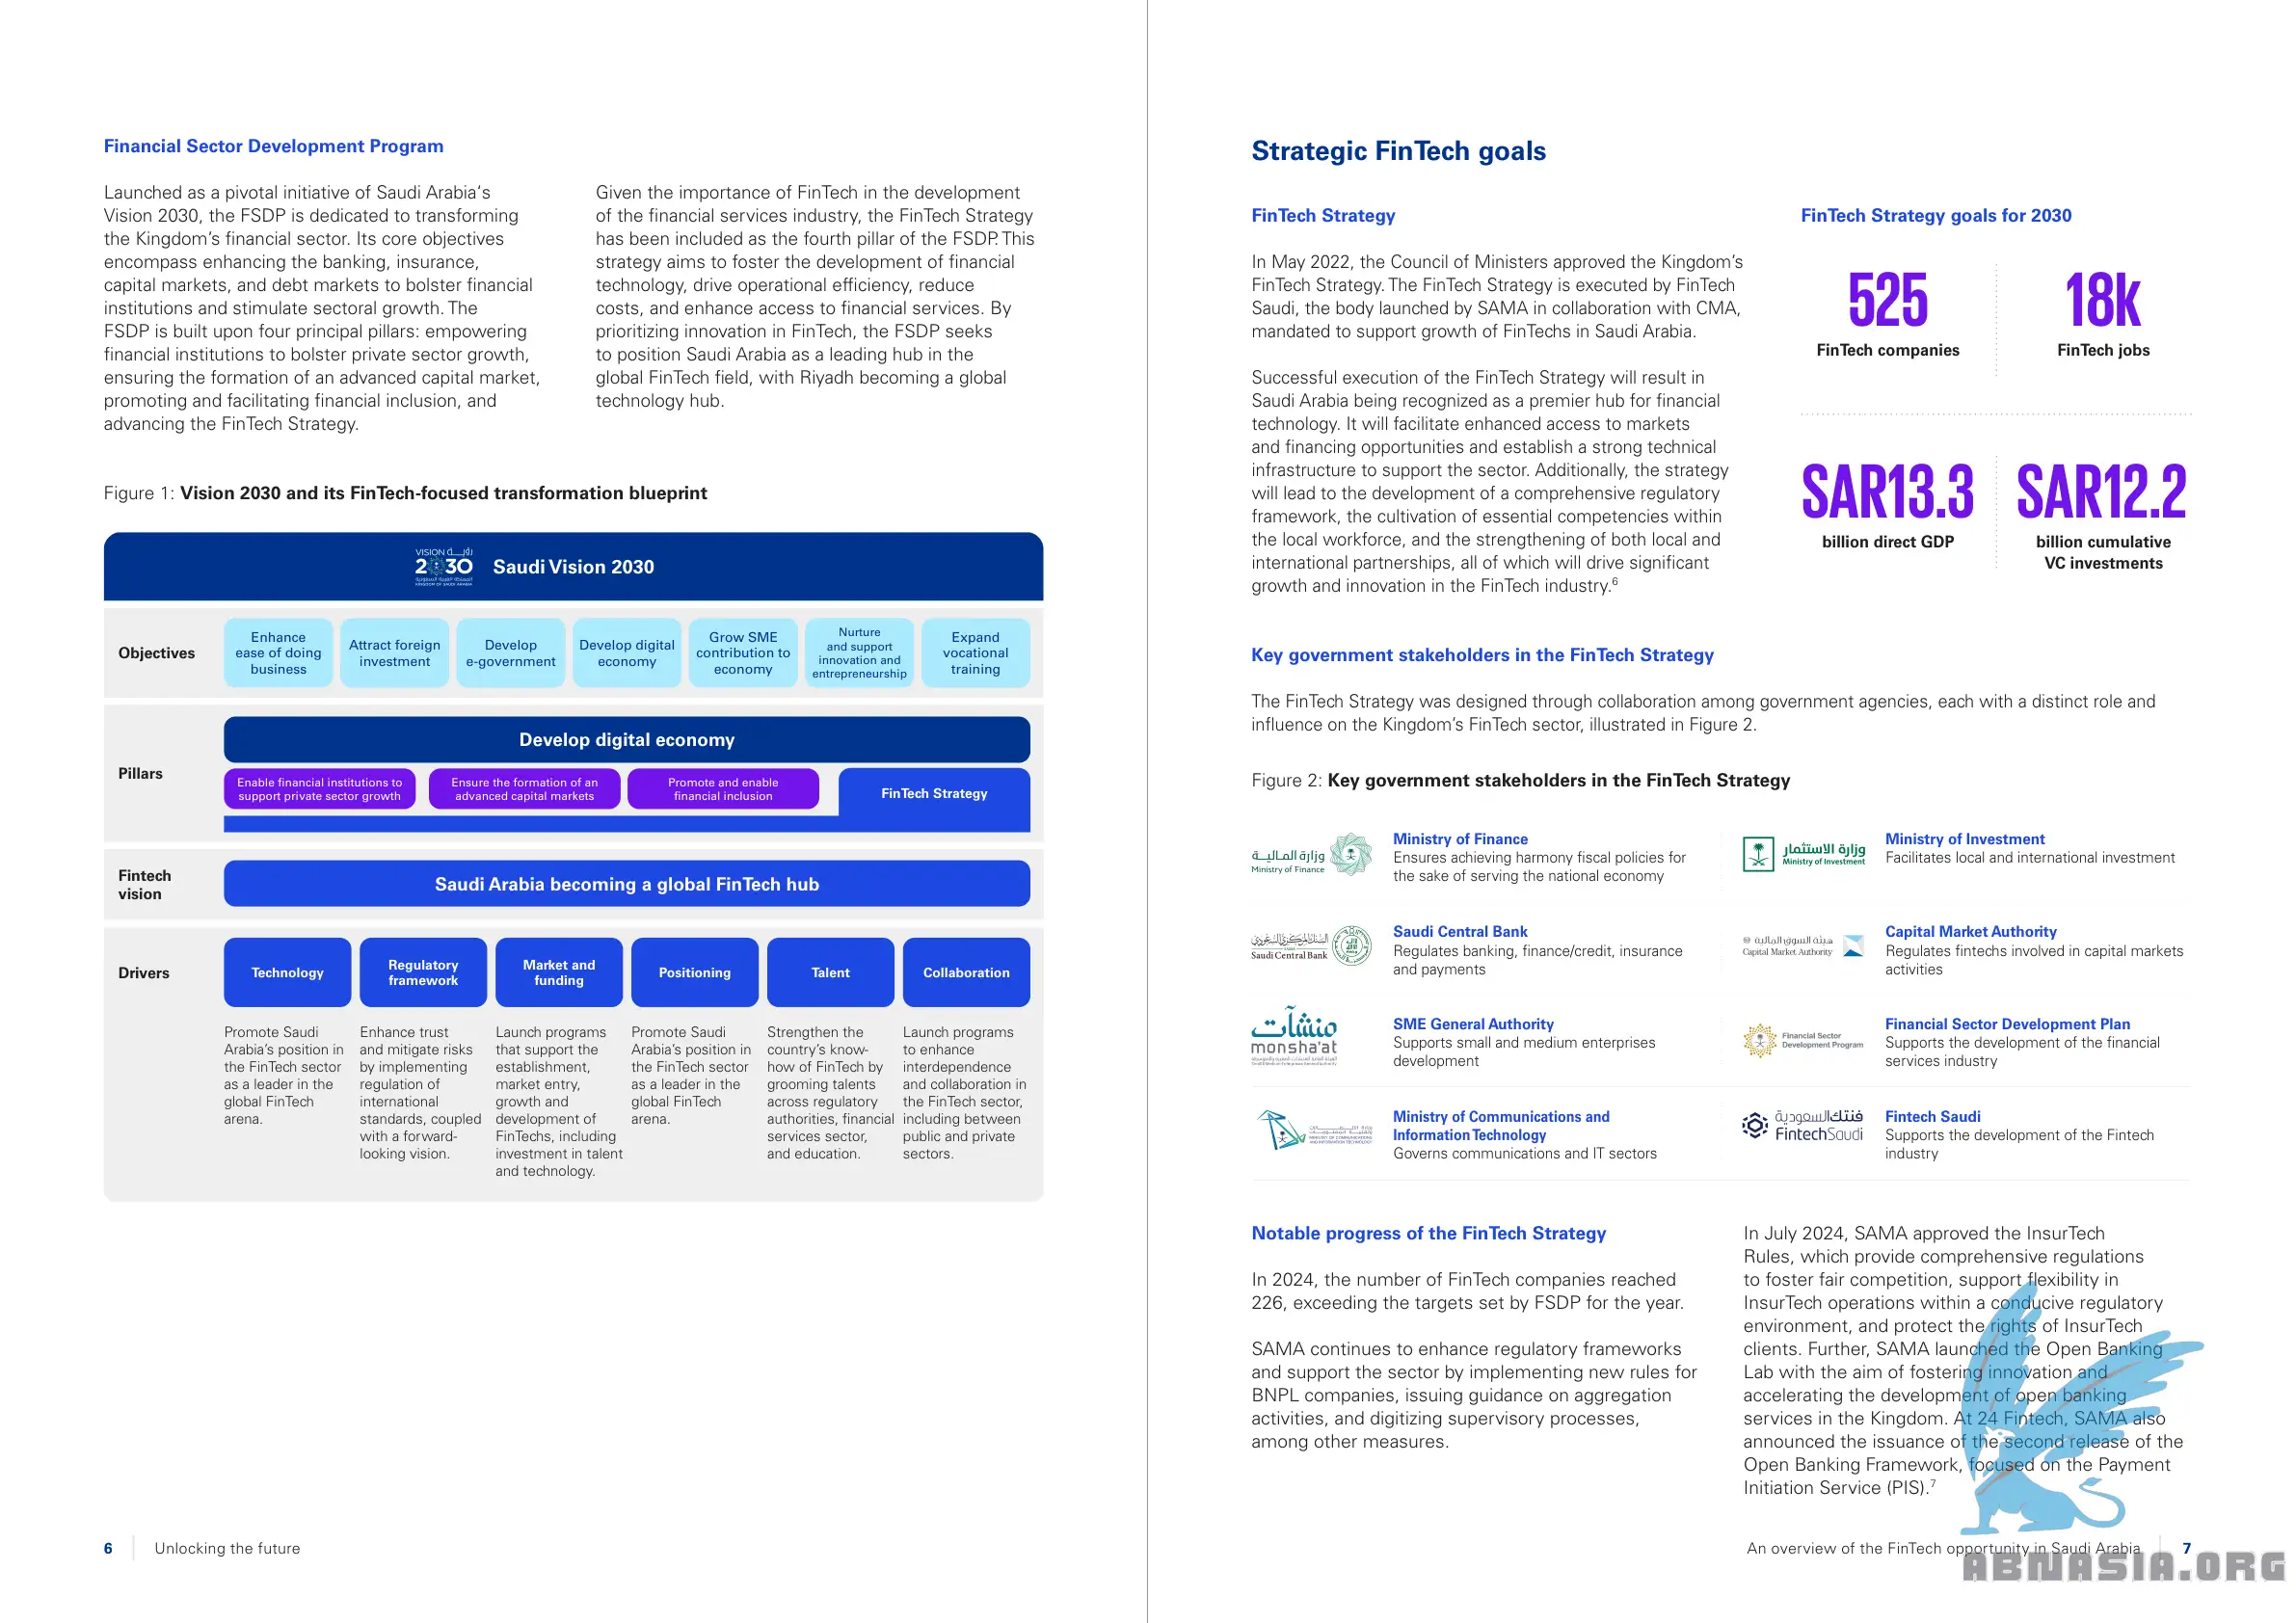 Financial Sector Development Program
Launched as a pivotal initiative of Saudi Arabia‘s
Vision 2030, the FSDP is dedicated to transforming
the Kingdom’s financial sector. Its core objectives
encompass enhancing the banking, insurance,
capital markets, and debt markets to bolster financial
institutions and stimulate sectoral growth. The
FSDP is built upon four principal pillars: empowering
financial institutions to bolster private sector growth,
ensuring the formation of an advanced capital market,
promoting and facilitating financial inclusion, and
advancing the FinTech Strategy.
Given the importance of FinTech in the development
of the financial services industry, the FinTech Strategy
has been included as the fourth pillar of the FSDP. This
strategy aims to foster the development of financial
technology, drive operational efficiency, reduce
costs, and enhance access to financial services. By
prioritizing innovation in FinTech, the FSDP seeks
to position Saudi Arabia as a leading hub in the
global FinTech field, with Riyadh becoming a global
technology hub.
Figure 1: Vision 2030 and its FinTech-focused transformation blueprint
VISION رؤيـــة
2030
المملكة العربية السعودية
KINGDOM OF SAUDI ARABIA
Saudi Vision 2030
Objectives
Enhance
ease of doing
business
Attract foreign
investment
Develop
e-government
Develop digital
economy
Grow SME
contribution to
economy
Nurture
and support
innovation and
entrepreneurship
Expand
vocational
training
Pillars
Develop digital economy
Enable financial institutions to
support private sector growth
Ensure the formation of an
advanced capital markets
Promote and enable
financial inclusion
FinTech Strategy
Fintech
vision
Saudi Arabia becoming a global FinTech hub
Drivers
Technology
Regulatory
framework
Market and
funding
Positioning
Talent
Collaboration
Promote Saudi
Arabia’s position in
the FinTech sector
as a leader in the
global FinTech
arena.
Enhance trust
and mitigate risks
by implementing
regulation of
international
standards, coupled
with a forward-
looking vision.
Launch programs
that support the
establishment,
market entry,
growth and
development of
FinTechs, including
investment in talent
and technology.
Promote Saudi
Arabia’s position in
the FinTech sector
as a leader in the
global FinTech
arena.
Strengthen the
country’s know-
how of FinTech by
grooming talents
across regulatory
authorities, financial
services sector,
and education.
Launch programs
to enhance
interdependence
and collaboration in
the FinTech sector,
including between
public and private
sectors.
6
Unlocking the future
Strategic FinTech goals
FinTech Strategy
In May 2022, the Council of Ministers approved the Kingdom’s
FinTech Strategy. The FinTech Strategy is executed by FinTech
Saudi, the body launched by SAMA in collaboration with CMA,
mandated to support growth of FinTechs in Saudi Arabia.
Successful execution of the FinTech Strategy will result in
Saudi Arabia being recognized as a premier hub for financial
technology. It will facilitate enhanced access to markets
and financing opportunities and establish a strong technical
infrastructure to support the sector. Additionally, the strategy
will lead to the development of a comprehensive regulatory
framework, the cultivation of essential competencies within
the local workforce, and the strengthening of both local and
international partnerships, all of which will drive significant
growth and innovation in the FinTech industry.6
FinTech Strategy goals for 2030
525
FinTech companies
18k
FinTech jobs
SAR13.3
billion direct GDP
SAR12.2
billion cumulative
VC investments
Key government stakeholders in the FinTech Strategy
The FinTech Strategy was designed through collaboration among government agencies, each with a distinct role and
influence on the Kingdom’s FinTech sector, illustrated in Figure 2.
Figure 2: Key government stakeholders in the FinTech Strategy
وزارة المـالـيـــة
Ministry of Finance
Ministry of Finance
Ensures achieving harmony fiscal policies for
the sake of serving the national economy
وزارة الاستثمار
Ministry of Investment
Ministry of Investment
Facilitates local and international investment
البنك المركزي السعودي
Saudi Central Bank
Saudi Central Bank
Regulates banking, finance/credit, insurance
and payments
هيئة السوق المالية
Capital Market Authority
Capital Market Authority
Regulates fintechs involved in capital markets
activities
منشآت
monsha'at
SME General Authority
Supports small and medium enterprises
development
Financial Sector
Development Program
Financial Sector Development Plan
Supports the development of the financial
services industry
MINISTRY OF COMMUNICATIONS
AND INFORMATION TECHNOLOGY
Ministry of Communications and
Information Technology
Governs communications and IT sectors
فنتك السعودية
FintechSaudi
Fintech Saudi
Supports the development of the Fintech
industry
Notable progress of the FinTech Strategy
In 2024, the number of FinTech companies reached
226, exceeding the targets set by FSDP for the year.
SAMA continues to enhance regulatory frameworks
and support the sector by implementing new rules for
BNPL companies, issuing guidance on aggregation
activities, and digitizing supervisory processes,
among other measures.
In July 2024, SAMA approved the InsurTech
Rules, which provide comprehensive regulations
to foster fair competition, support flexibility in
InsurTech operations within a conducive regulatory
environment, and protect the rights of InsurTech
clients. Further, SAMA launched the Open Banking
Lab with the aim of fostering innovation and
accelerating the development of open banking
services in the Kingdom. At 24 Fintech, SAMA also
announced the issuance of the second release of the
Open Banking Framework, focused on the Payment
Initiation Service (PIS).7
An overview of the FinTech opportunity in Saudi Arabia
7
ABNASIA.ORG